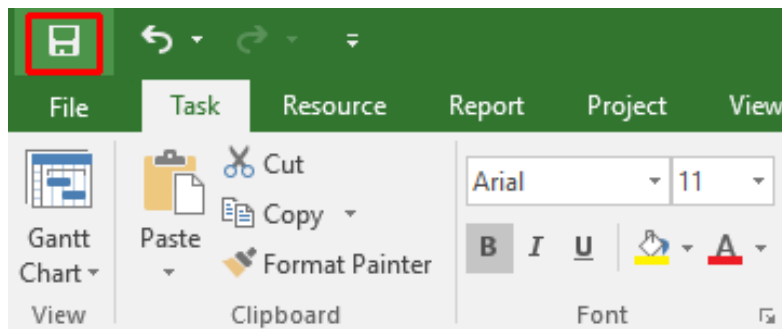 File Task Resource Report Project View
Cut
Arial 11
Copy
Gantt Chart
Paste
B I U A
Format Painter
View Clipboard Font